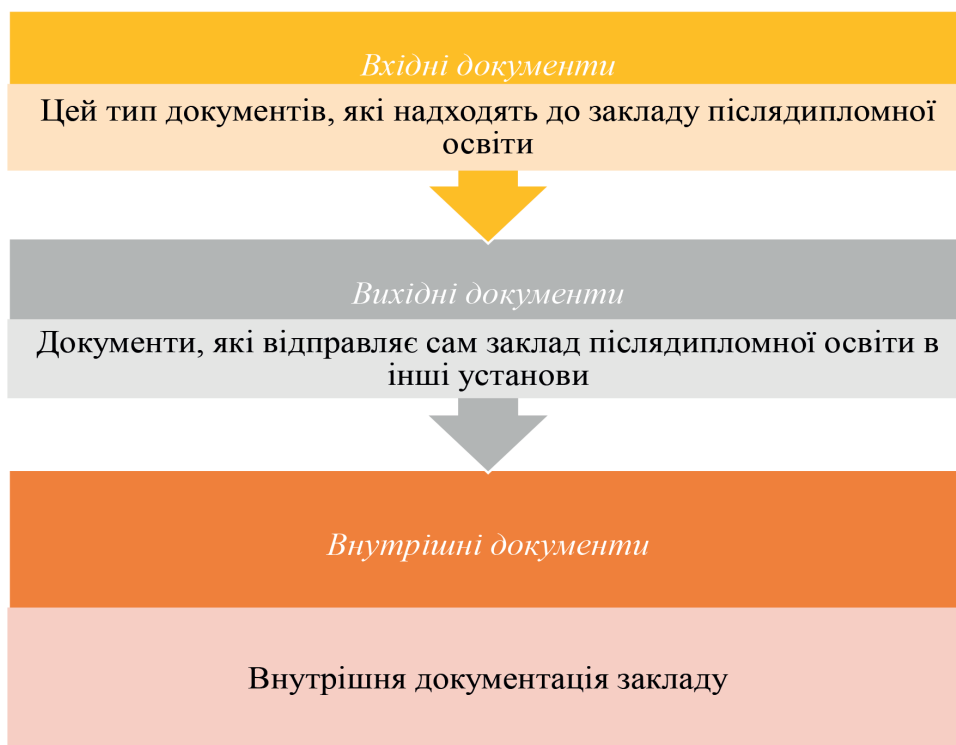 Вхідні документи
Цей тип документів, які надходять до закладу післядипломної
освіти
Вихідні документи
Документи, які відправляє сам заклад післядипломної освіти в
інші установи
Внутрішні документи
Внутрішня документація закладу